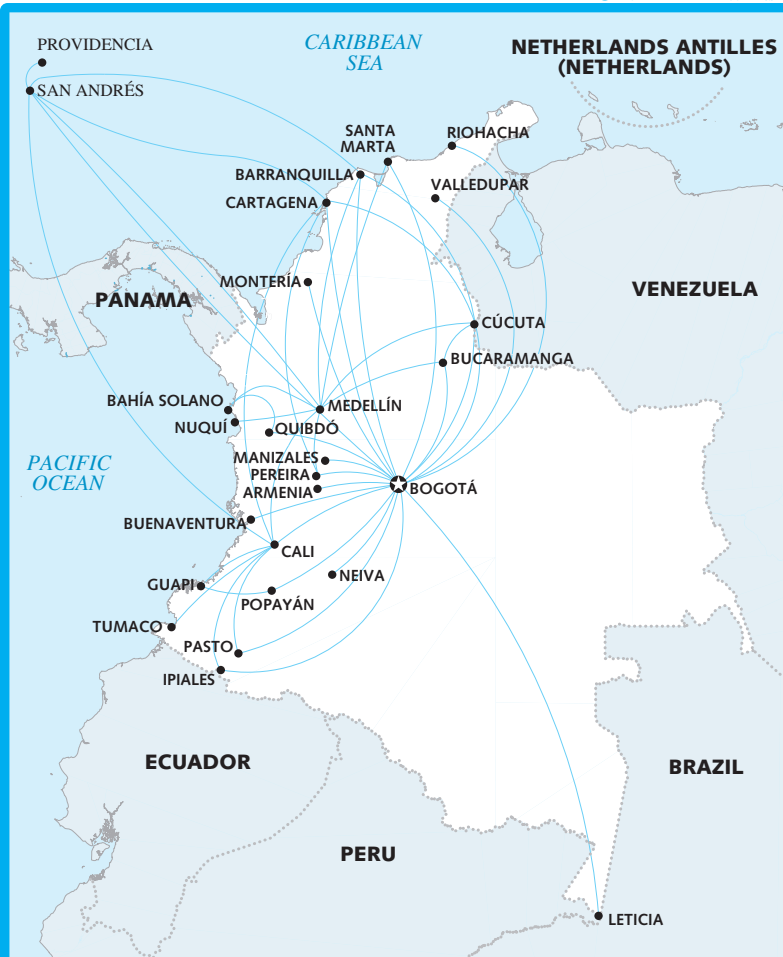 PROVIDENCIA
SAN ANDRÉS
CARIBBEAN
SEA
NETHERLANDS ANTILLES
(NETHERLANDS)
SANTA
MARTA
RIOHACHA
BARRANQUILLA
VALLEDUPAR
CARTAGENA
MONTERÍA
PANAMA
VENEZUELA
CÚCUTA
BUCARAMANGA
BAHÍA SOLANO
MEDELLÍN
NUQUÍ
QUIBDÓ
PACIFIC
OCEAN
MANIZALES
PEREIRA
ARMENIA
BOGOTÁ
BUENAVENTURA
CALI
GUAPI
NEIVA
POPAYÁN
TUMACO
PASTO
IPIALES
ECUADOR
BRAZIL
PERU
LETICIA